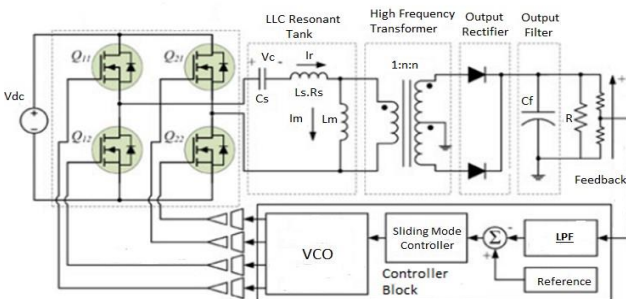 LLC Resonant
Tank
High Frequency
Transformer
Output
Rectifier
Output
Filter
Q11
Q21
Vdc
+
−
+ Vc -
Ir
Cs
Ls.Rs
Im
Lm
1:n:n
Cf
R
+
Q12
Q22
Feedback
VCO
Sliding Mode
Controller
Σ
-
+
LPF
Reference
Controller
Block